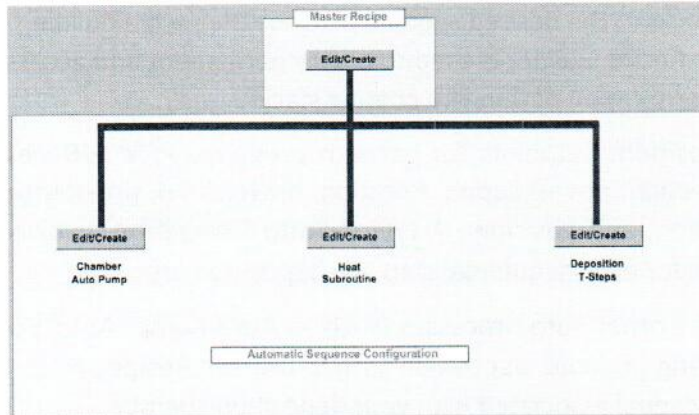 Master Recipe
Edit/Create
Edit/Create
Edit/Create
Edit/Create
Chamber
Auto Pump
Heat
Subroutine
Deposition
T-Steps
Automatic Sequence Configuration